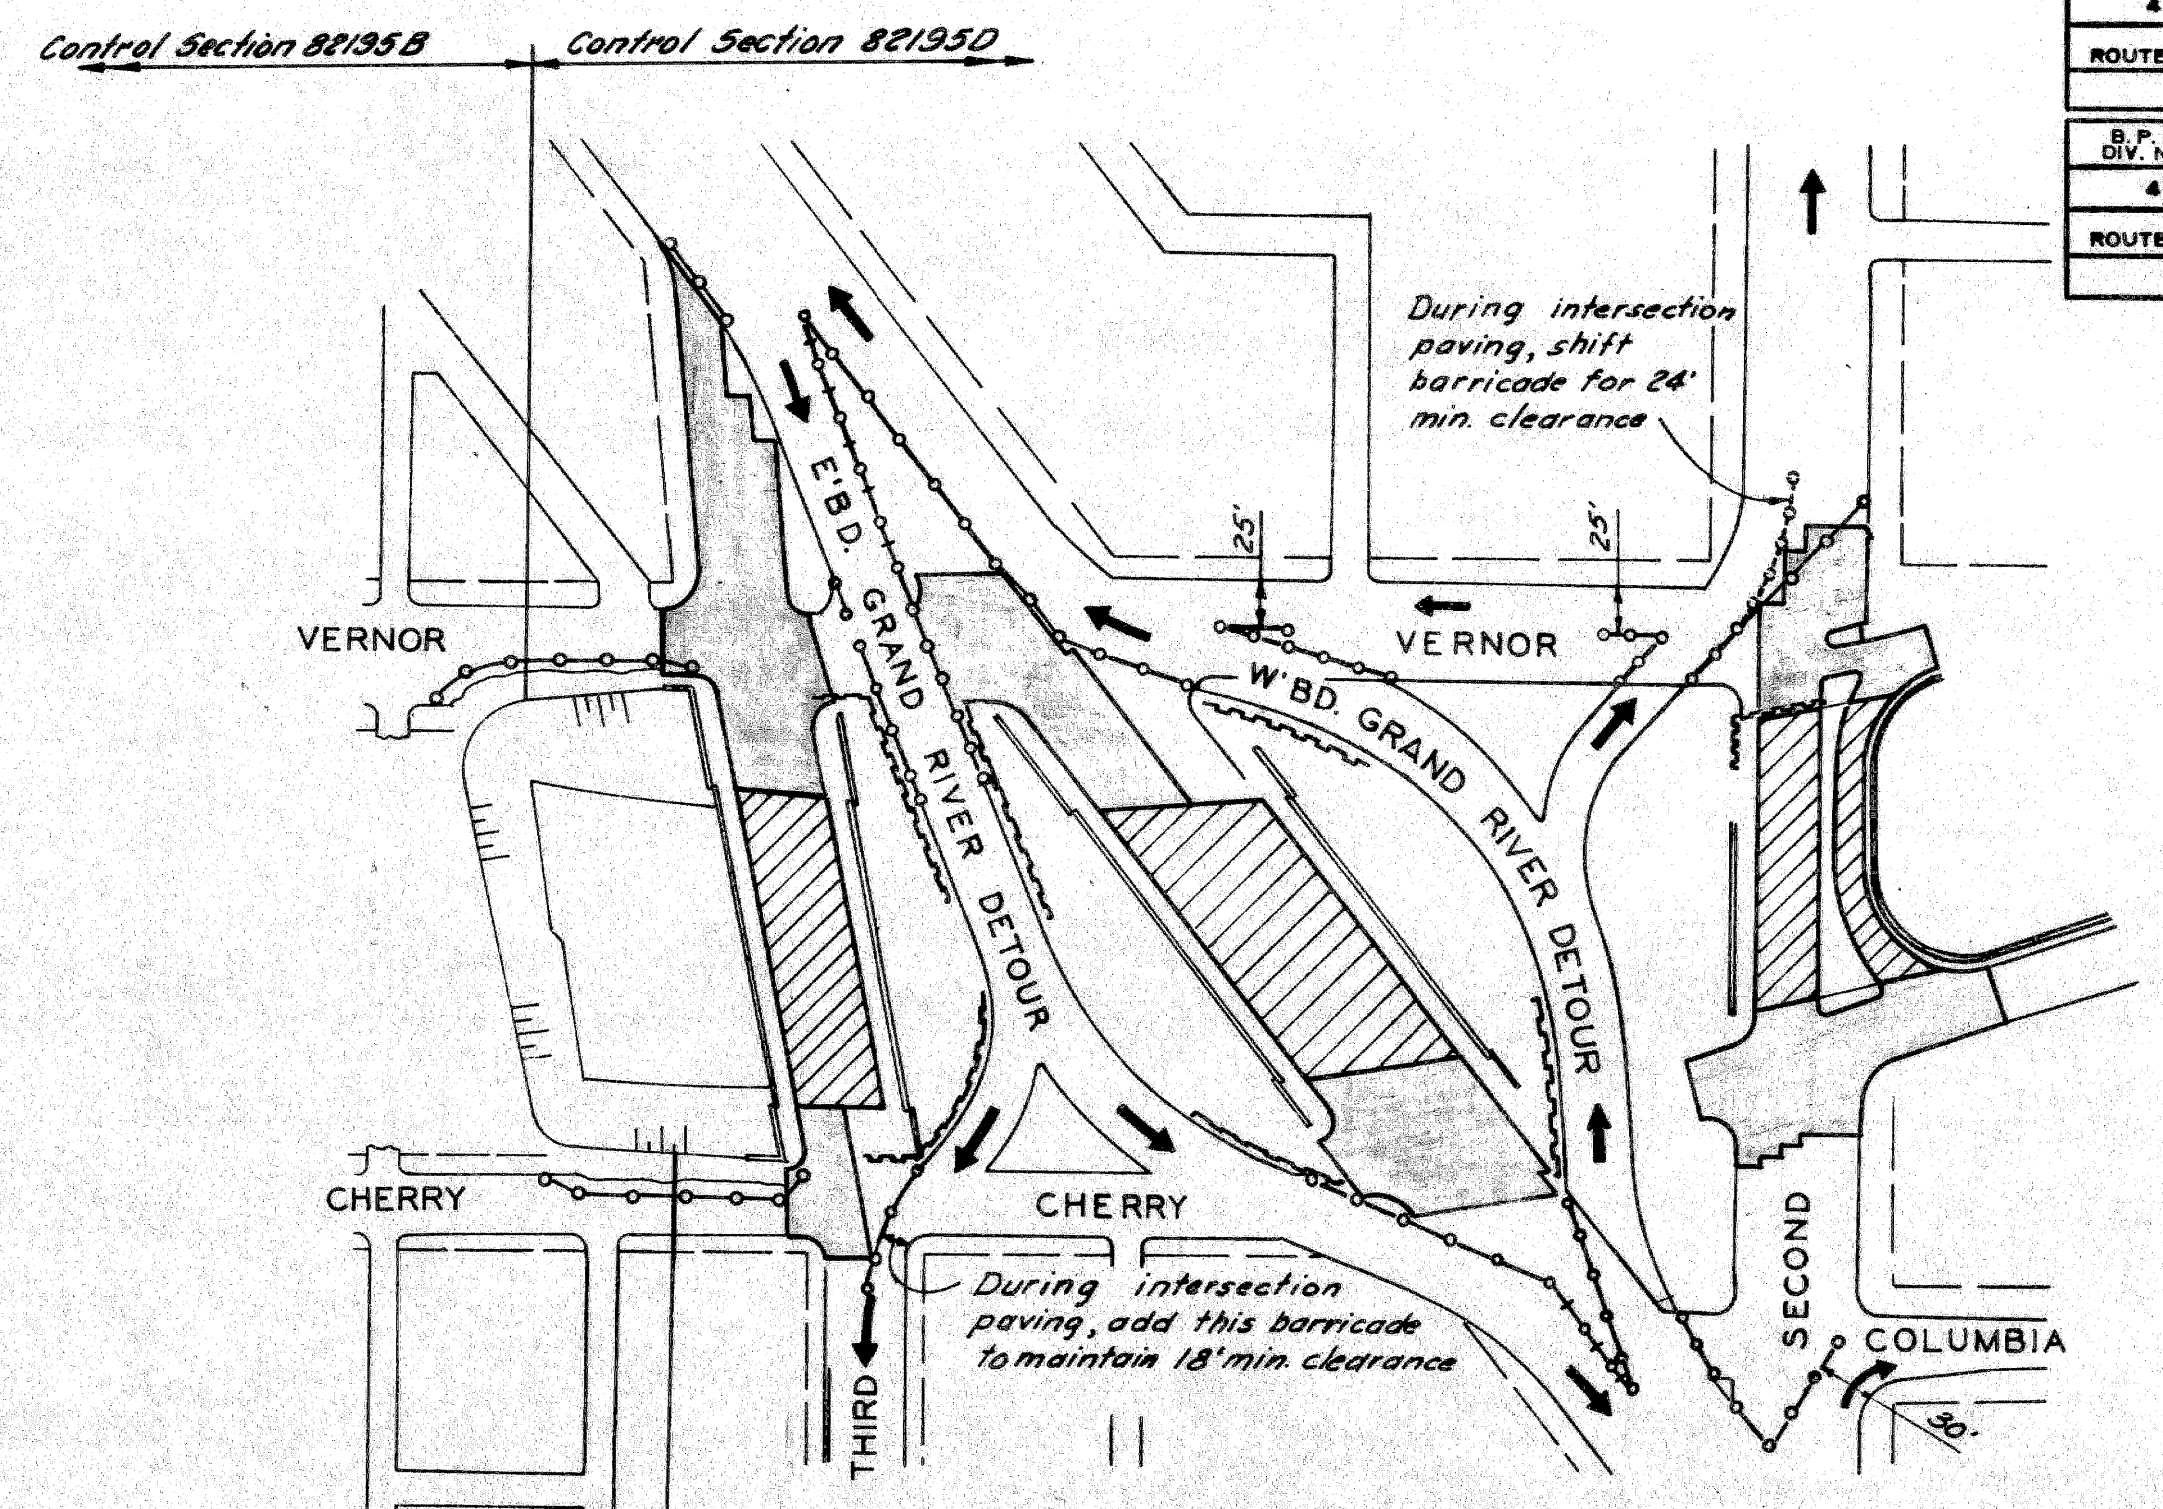 Control Section 82195B
Control Section 82195D
4
ROUTE
B. P.
DIV. N
4
ROUTE
During intersection
paving, shift
barricade for 24'
min. clearance
E'BD. GRAND RIVER DETOUR
25'
25'
VERNOR
VERNOR
W'BD. GRAND RIVER DETOUR
CHERRY
CHERRY
During intersection
paving, add this barricade
to maintain 18' min. clearance
THIRD
SECOND
COLUMBIA
30'